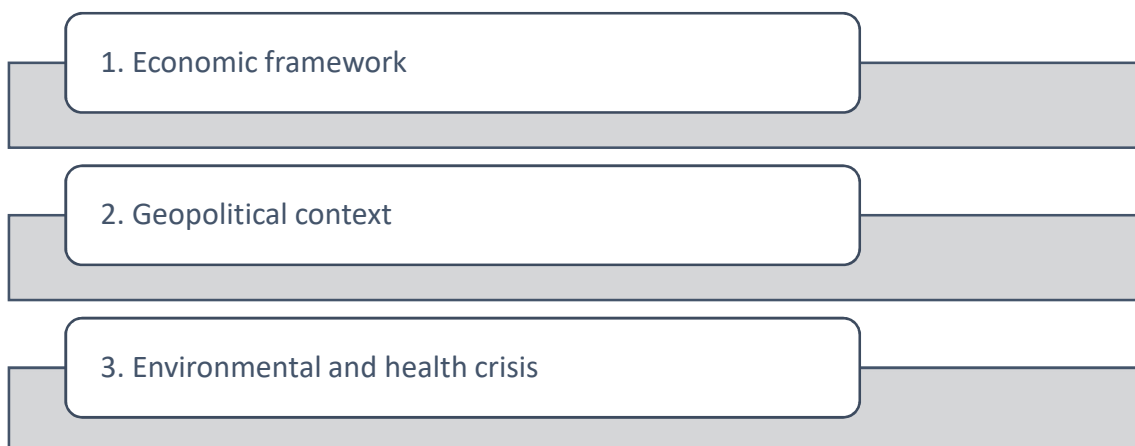 1. Economic framework
2. Geopolitical context
3. Environmental and health crisis